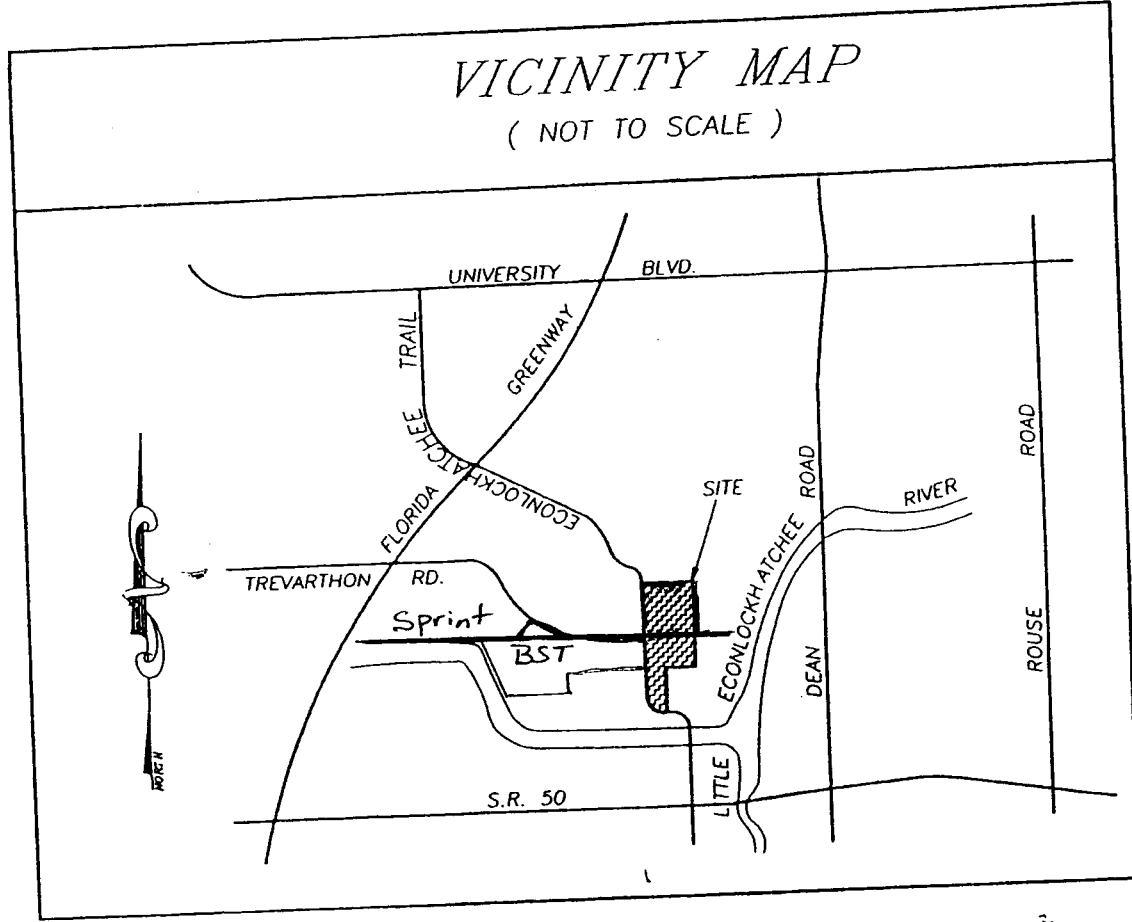 VICINITY MAP
( NOT TO SCALE )
UNIVERSITY BLVD.
TRAIL
GREENWAY
ECONLOCKHATCHEE
ROAD
SITE
ROAD
RIVER
FLORIDA
TREVARTHON RD.
ECONLOCKHATCHEE
Sprint
BST
DEAN
ROUSE
NORTH
LITTLE
S.R. 50